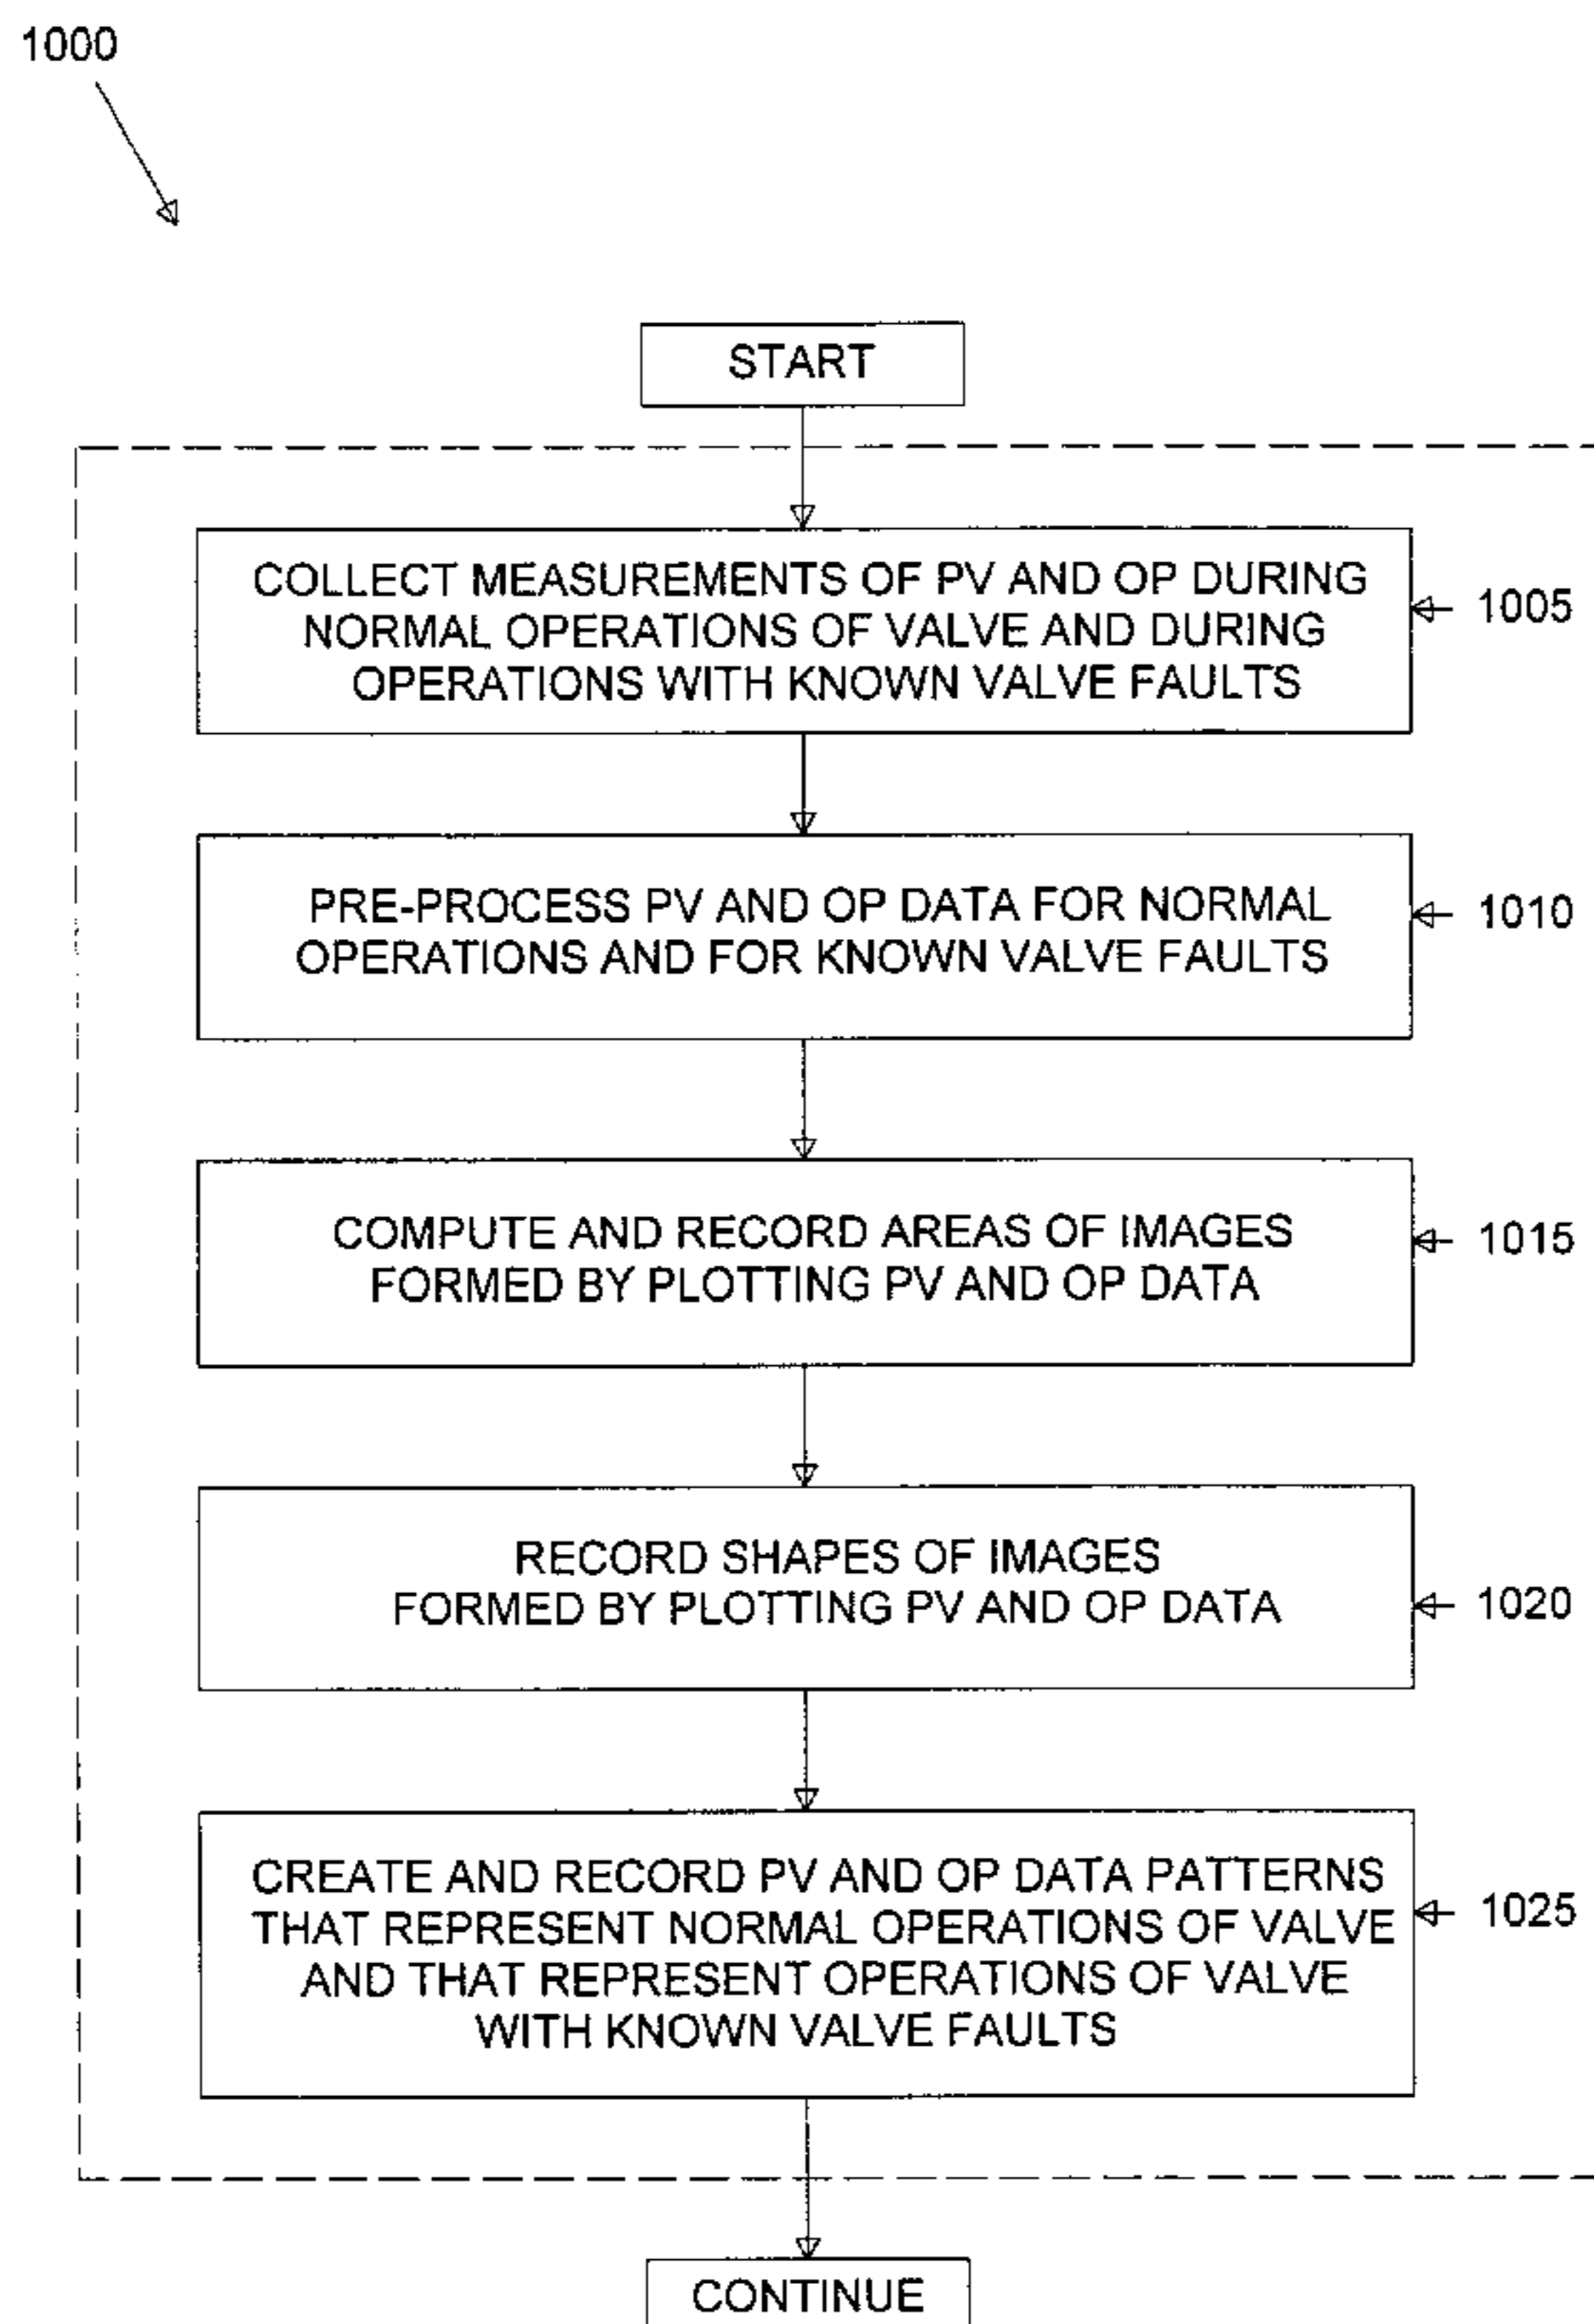 1000
START
COLLECT MEASUREMENTS OF PV AND OP DURING
NORMAL OPERATIONS OF VALVE AND DURING
OPERATIONS WITH KNOWN VALVE FAULTS
1005
PRE-PROCESS PV AND OP DATA FOR NORMAL
OPERATIONS AND FOR KNOWN VALVE FAULTS
1010
COMPUTE AND RECORD AREAS OF IMAGES
FORMED BY PLOTTING PV AND OP DATA
1015
RECORD SHAPES OF IMAGES
FORMED BY PLOTTING PV AND OP DATA
1020
CREATE AND RECORD PV AND OP DATA PATTERNS
THAT REPRESENT NORMAL OPERATIONS OF VALVE
AND THAT REPRESENT OPERATIONS OF VALVE
WITH KNOWN VALVE FAULTS
1025
CONTINUE